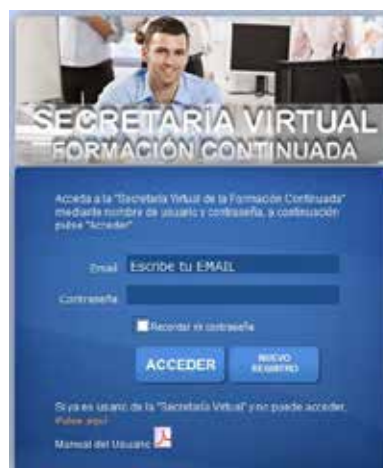 SECRETARÍA VIRTUAL
FORMACIÓN CONTINUADA
Acceda a la "Secretaría Virtual de la Formación Continuada"
mediante nombre de usuario y contraseña, a continuación
pulse "Acceder"
Email Escribe tu EMAIL
Contraseña
Recordar mi contraseña
ACCEDER NUEVO
REGISTRO
Si ya es usuario de la "Secretaría Virtual" y no puede acceder,
Pulse aquí
Manual del Usuario